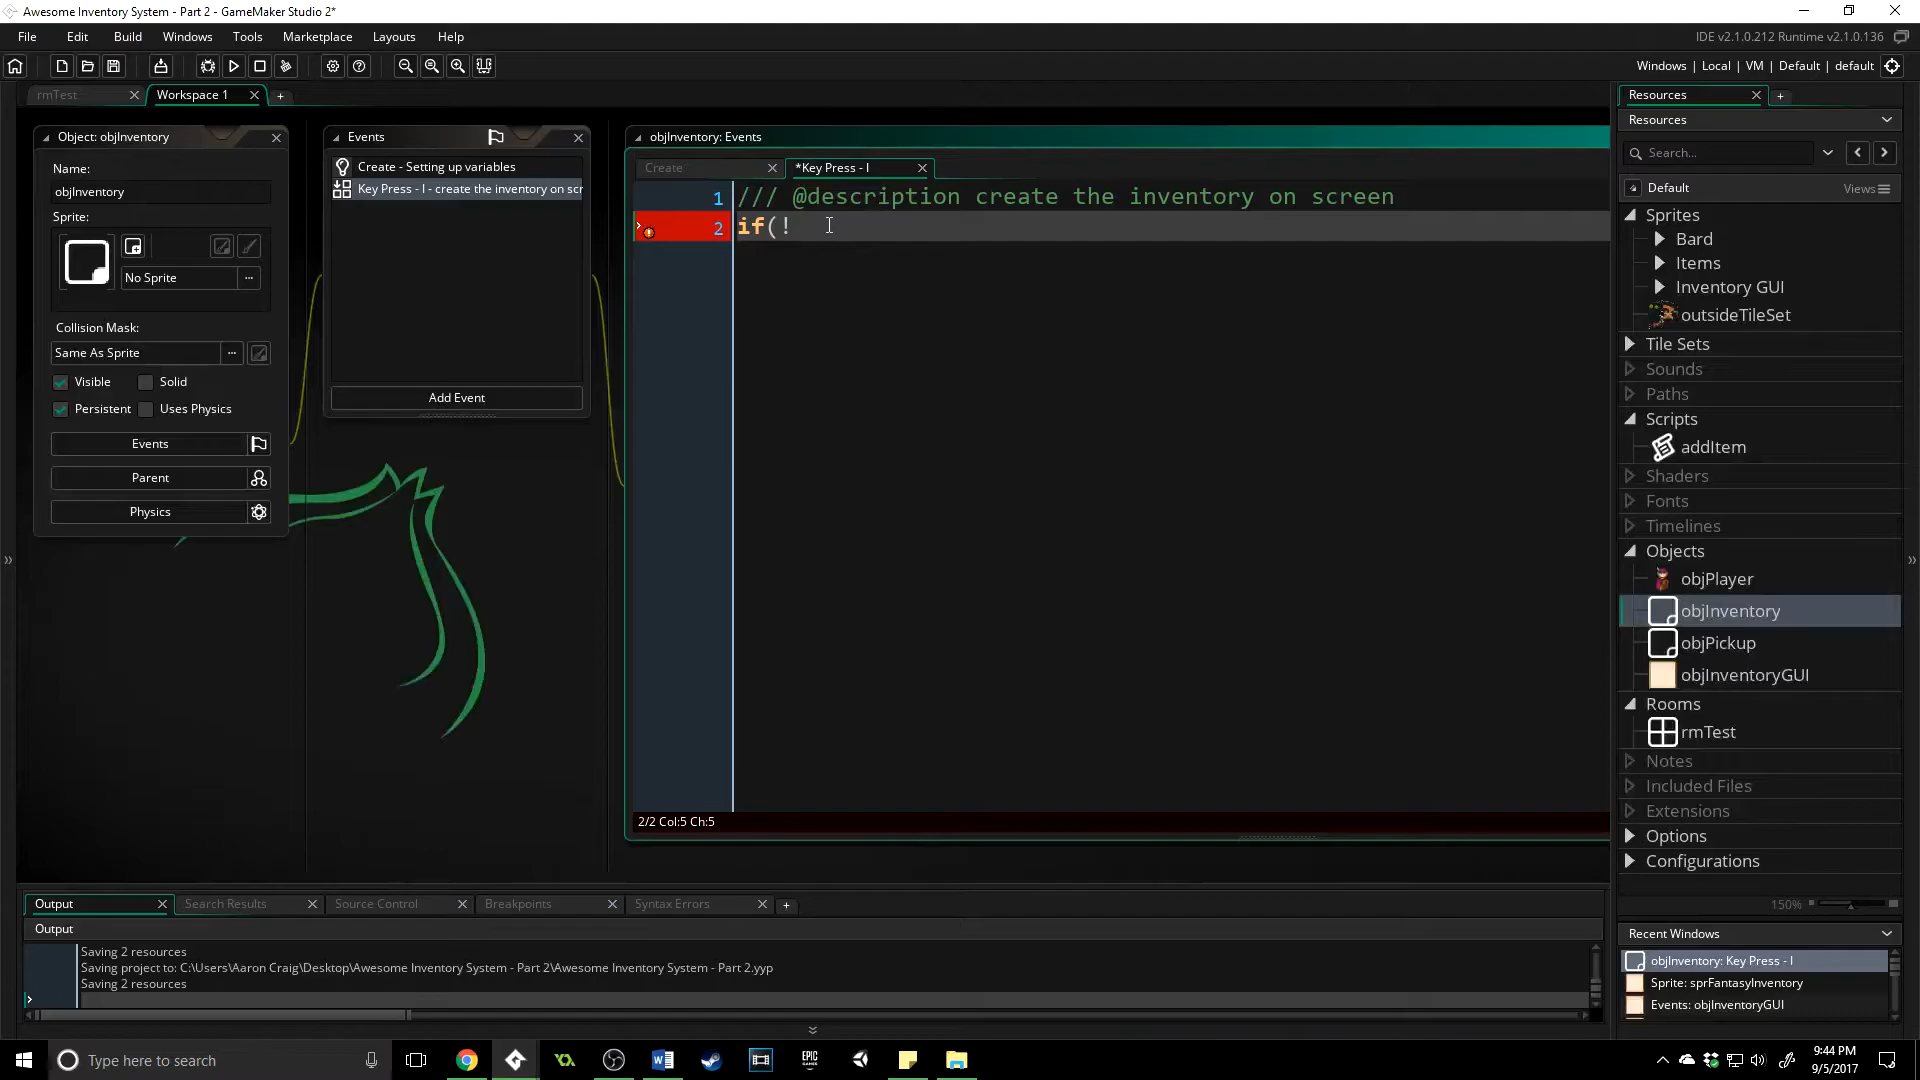 Awesome Inventory System - Part 2 - GameMaker Studio 2*
File Edit Build Windows Tools Marketplace Layouts Help
IDE v2.1.0.212 Runtime v2.1.0.136
Windows | Local | VM | Default | default
rmTest
Workspace 1
Resources
Object: objInventory
Name:
objInventory
Sprite:
No Sprite
Collision Mask:
Same As Sprite
Visible
Solid
Persistent
Uses Physics
Events
Parent
Physics
Events
Create - Setting up variables
Key Press - I - create the inventory on scr
Add Event
objInventory: Events
Create
*Key Press - I
1 /// @description create the inventory on screen
2 if(!
2/2 Col:5 Ch:5
Resources
Search...
Default
Views
Sprites
Bard
Items
Inventory GUI
outsideTileSet
Tile Sets
Sounds
Paths
Scripts
addItem
Shaders
Fonts
Timelines
Objects
objPlayer
objInventory
objPickup
objInventoryGUI
Rooms
rmTest
Notes
Included Files
Extensions
Options
Configurations
150%
Recent Windows
objInventory: Key Press - I
Sprite: sprFantasyInventory
Events: objInventoryGUI
Output
Search Results
Source Control
Breakpoints
Syntax Errors
Output
Saving 2 resources
Saving project to: C:\Users\Aaron Craig\Desktop\Awesome Inventory System - Part 2\Awesome Inventory System - Part 2.yyp
Saving 2 resources
Type here to search
EPIC
GAMES
9:44 PM
9/5/2017